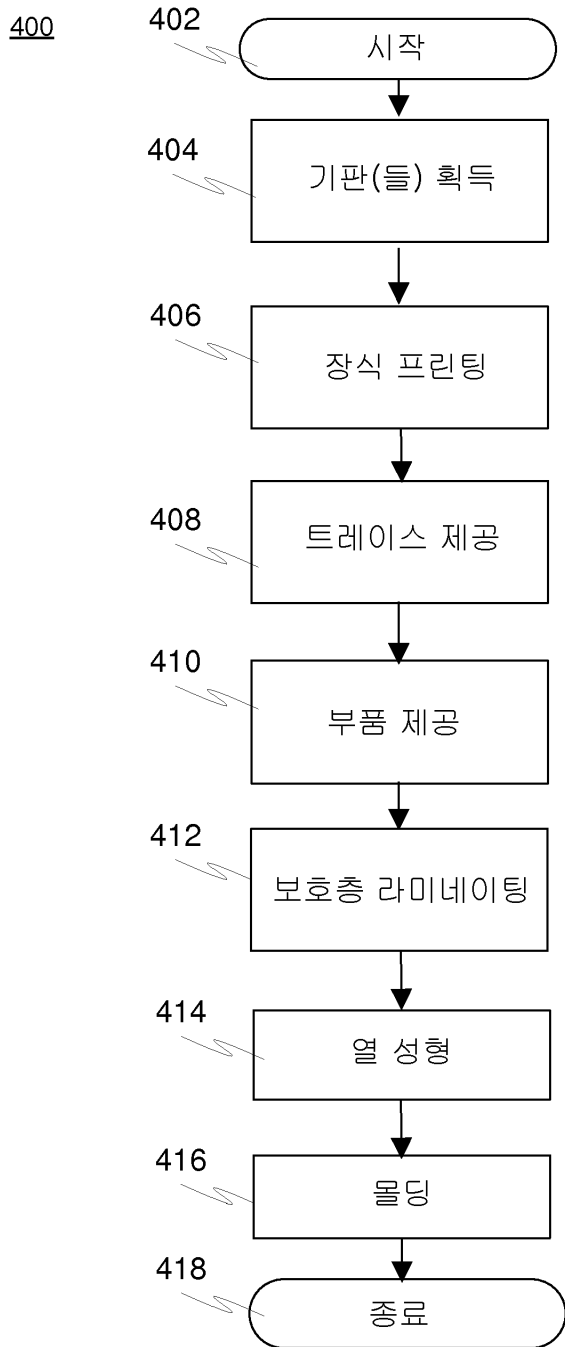 400
402
시작
404
기판(들) 획득
406
장식 프린팅
408
트레이스 제공
410
부품 제공
412
보호층 라미네이팅
414
열 성형
416
몰딩
418
종료